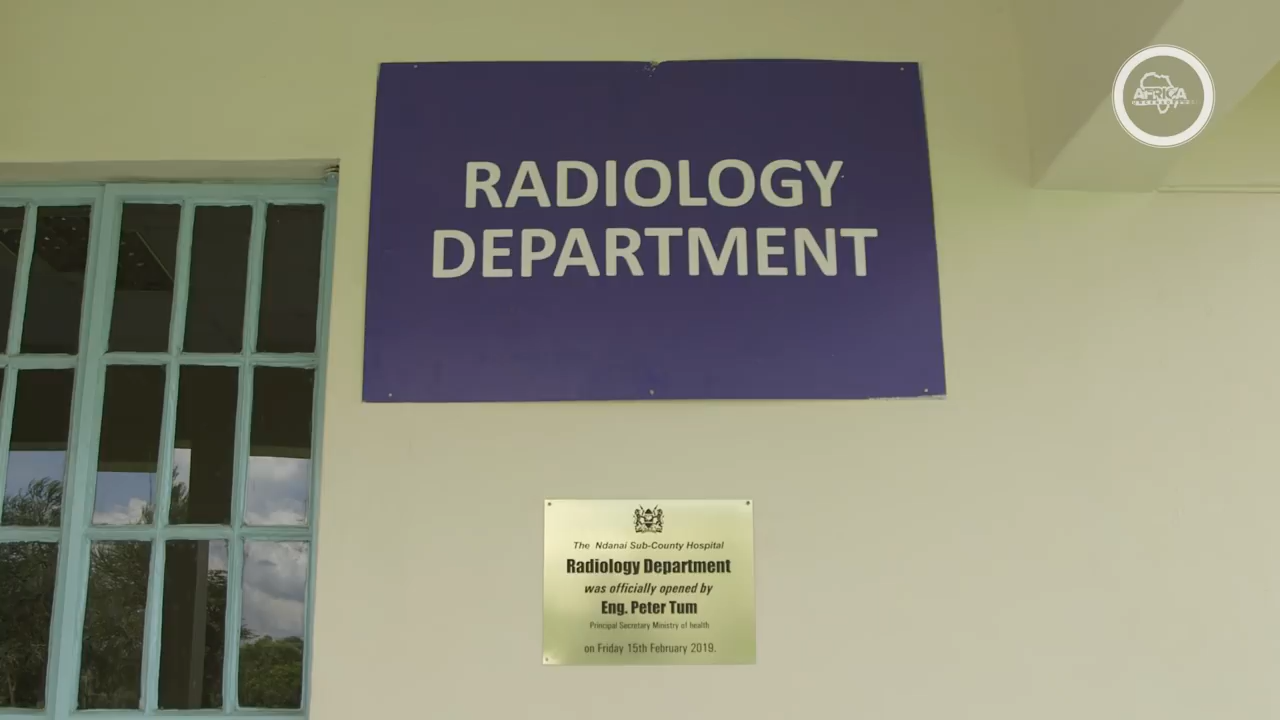 RADIOLOGY
DEPARTMENT
AFRICA
The Ndanai Sub-County Hospital
Radiology Department
was officially opened by
Eng. Peter Tum
Principal Secretary Ministry of health
on Friday 15th February 2019.